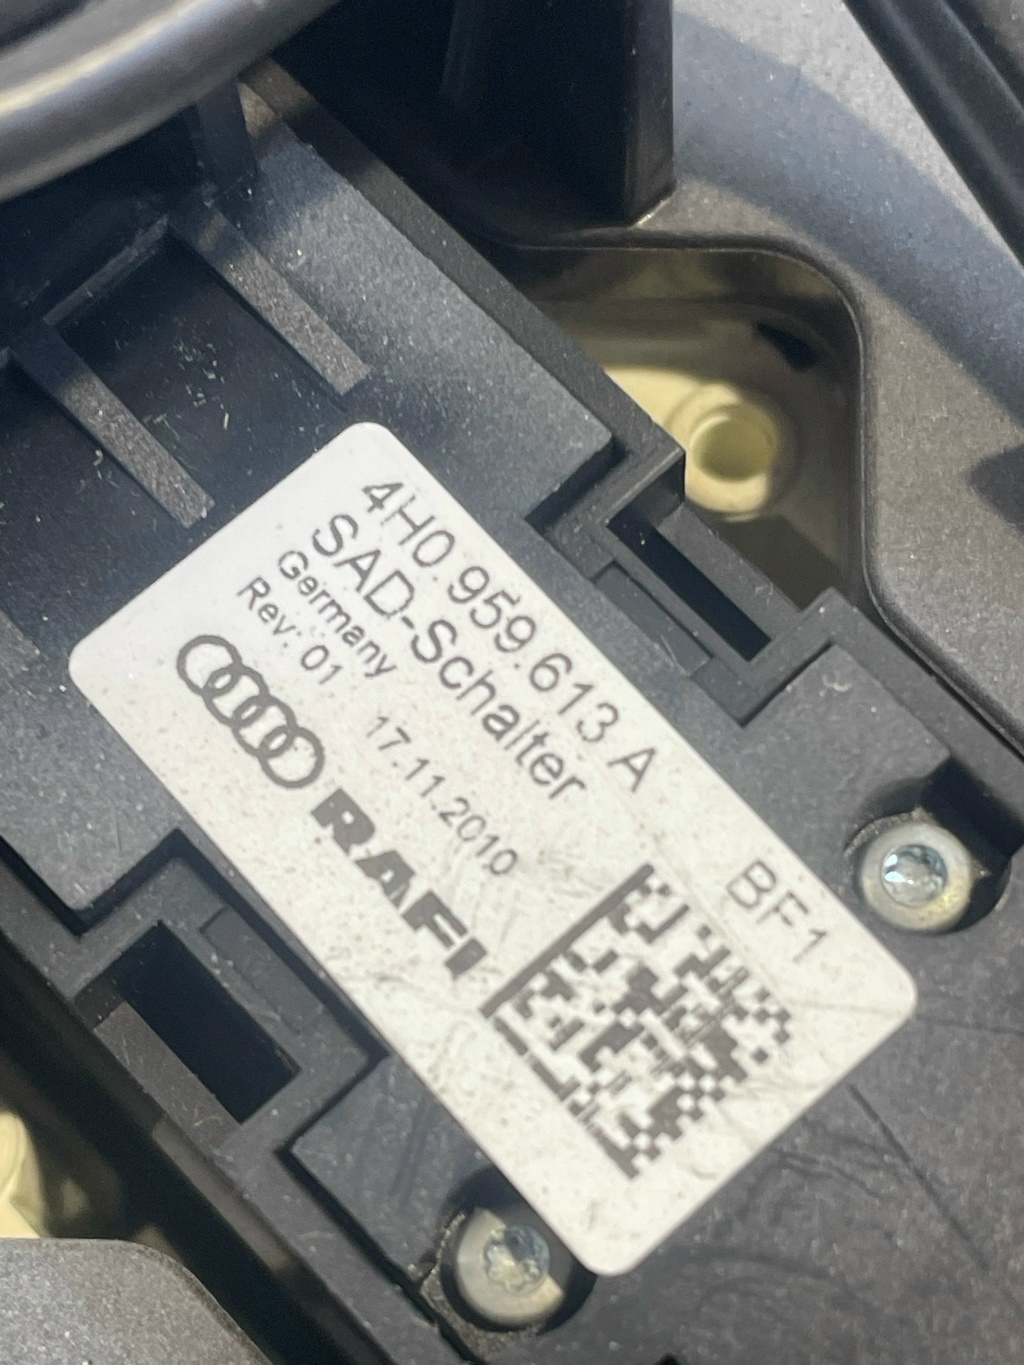 4H0.959.613 A
SAD-Schalter
Germany
Rev: 01 17.11.2010
BF1
RAFI